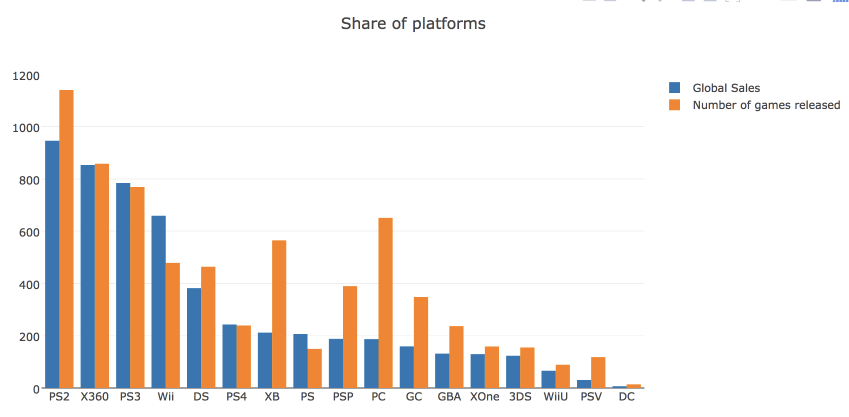 Share of platforms
1200
1000
800
600
400
200
0
PS2 X360 PS3 Wii DS PS4 XB PS PSP PC GC GBA XOne 3DS WiiU PSV DC
Global Sales
Number of games released